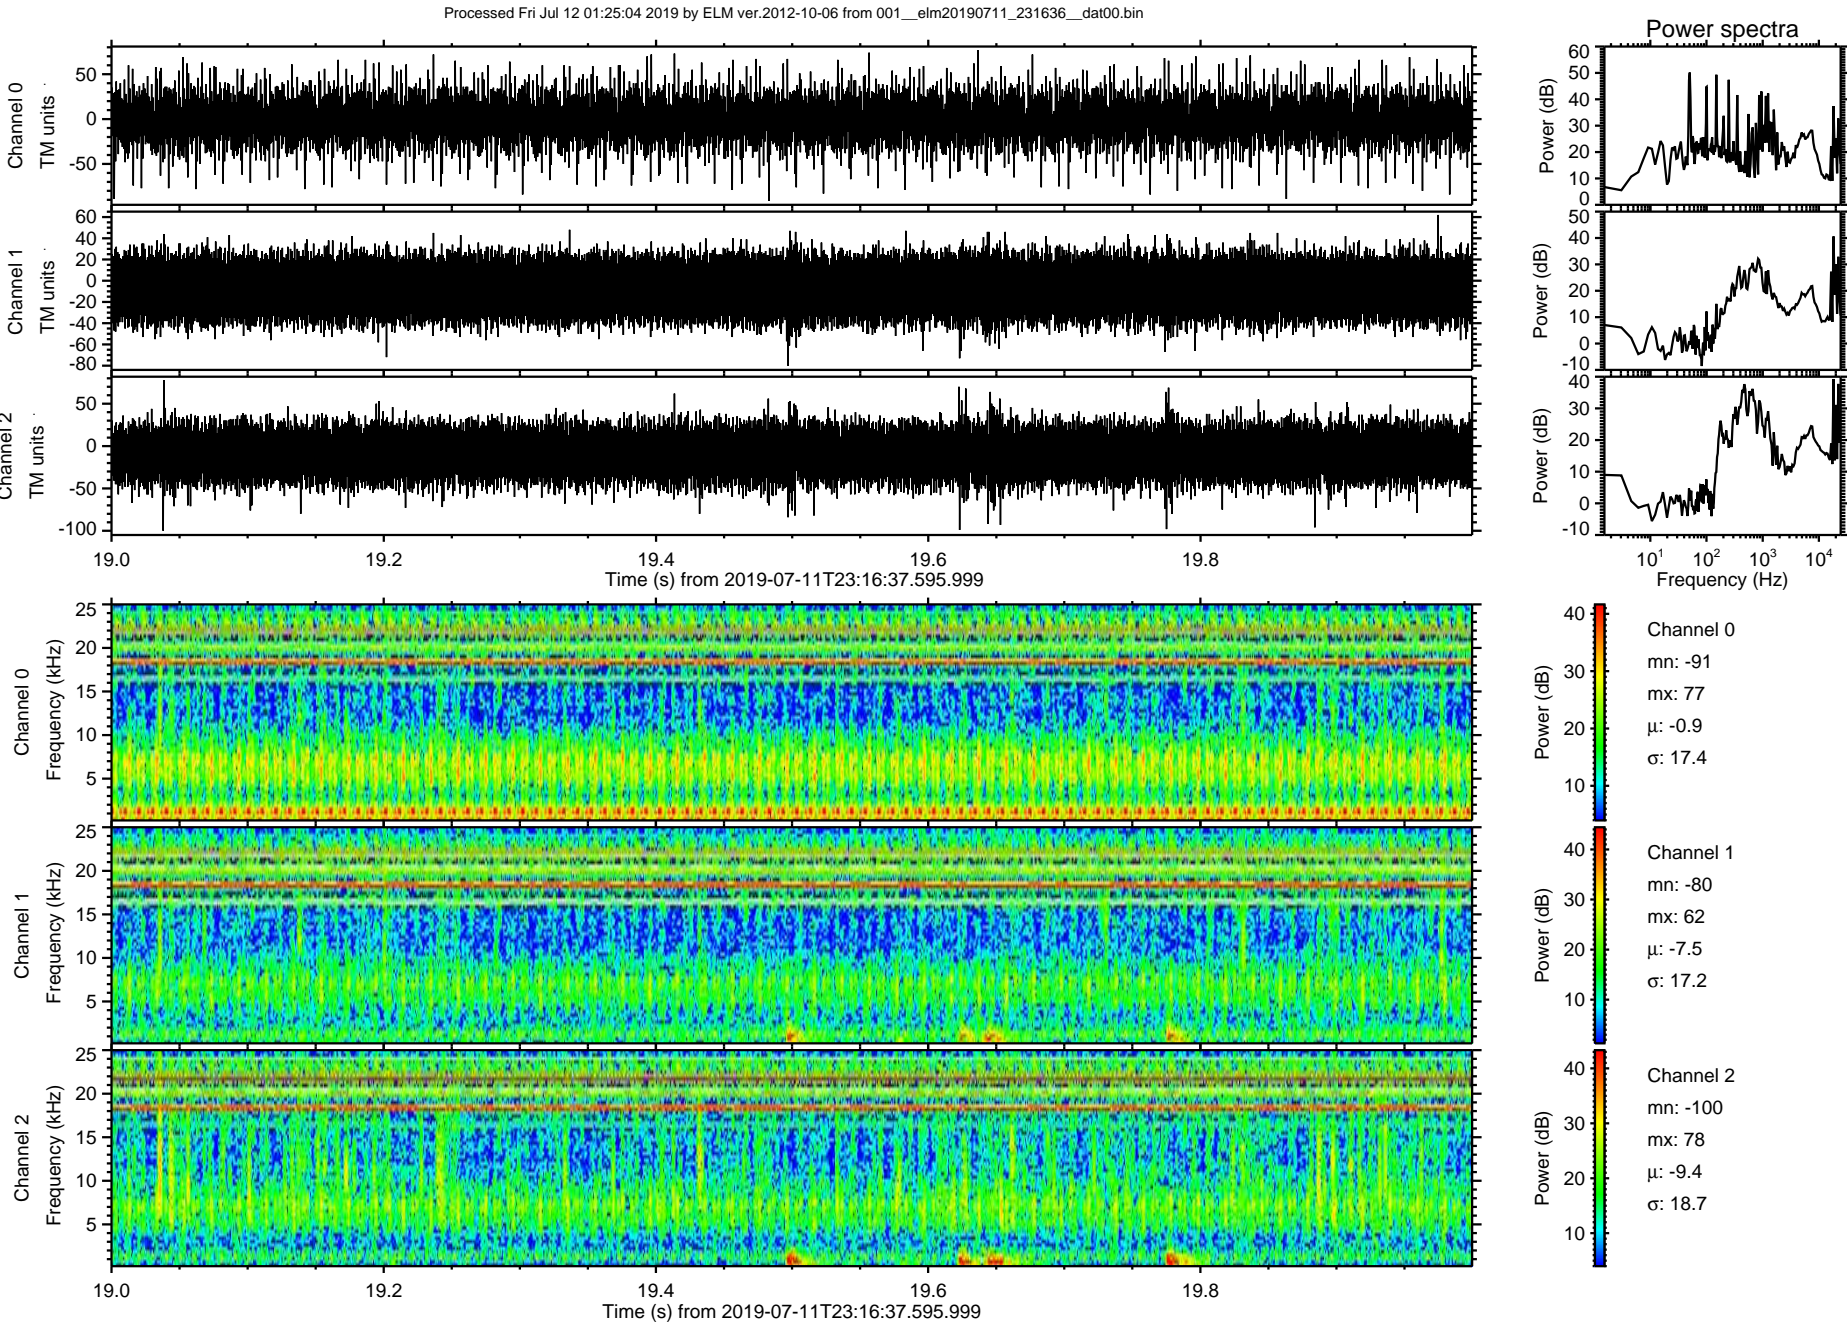 Processed Fri Jul 12 01:25:04 2019 by ELM ver.2012-10-06 from 001__elm20190711_231636__dat00.bin
Power spectra
Channel 0
TM units
50
0
-50
Power (dB)
60
50
40
30
20
10
0
Channel 1
TM units
60
40
20
0
-20
-40
-60
-80
Power (dB)
50
40
30
20
10
0
-10
Channel 2
TM units
50
0
-50
-100
Power (dB)
40
30
20
10
0
-10
19.0 19.2 19.4 19.6 19.8
Time (s) from 2019-07-11T23:16:37.595.999
10¹ 10² 10³ 10⁴
Frequency (Hz)
Channel 0
Frequency (kHz)
25
20
15
10
5
Power (dB)
40
30
20
10
Channel 0
mn: -91
mx: 77
μ: -0.9
σ: 17.4
Channel 1
Frequency (kHz)
25
20
15
10
5
Power (dB)
40
30
20
10
Channel 1
mn: -80
mx: 62
μ: -7.5
σ: 17.2
Channel 2
Frequency (kHz)
25
20
15
10
5
Power (dB)
40
30
20
10
Channel 2
mn: -100
mx: 78
μ: -9.4
σ: 18.7
19.0 19.2 19.4 19.6 19.8
Time (s) from 2019-07-11T23:16:37.595.999